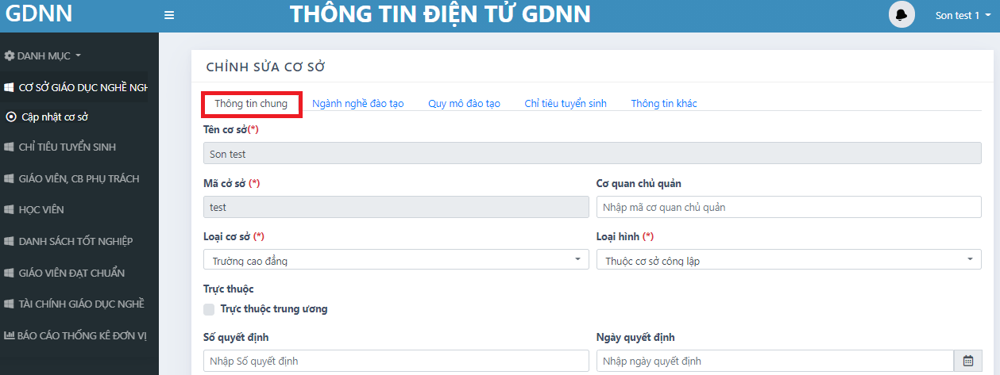 GDNN
THÔNG TIN ĐIỆN TỬ GDNN
Son test 1
DANH MỤC
CƠ SỞ GIÁO DỤC NGHỀ NGH
Cập nhật cơ sở
CHỈ TIÊU TUYỂN SINH
GIÁO VIÊN, CB PHỤ TRÁCH
HỌC VIÊN
DANH SÁCH TỐT NGHIỆP
GIÁO VIÊN ĐẠT CHUẨN
TÀI CHÍNH GIÁO DỤC NGHỀ
BÁO CÁO THỐNG KÊ ĐƠN VỊ
CHỈNH SỬA CƠ SỞ
Thông tin chung Ngành nghề đào tạo Quy mô đào tạo Chỉ tiêu tuyển sinh Thông tin khác
Tên cơ sở(*)
Son test
Mã cở sở (*) Cơ quan chủ quản
test Nhập mã cơ quan chủ quản
Loại cơ sở (*) Loại hình (*)
Trường cao đẳng Thuộc cơ sở công lập
Trực thuộc
Trực thuộc trung ương
Số quyết định Ngày quyết định
Nhập Số quyết định Nhập ngày quyết định